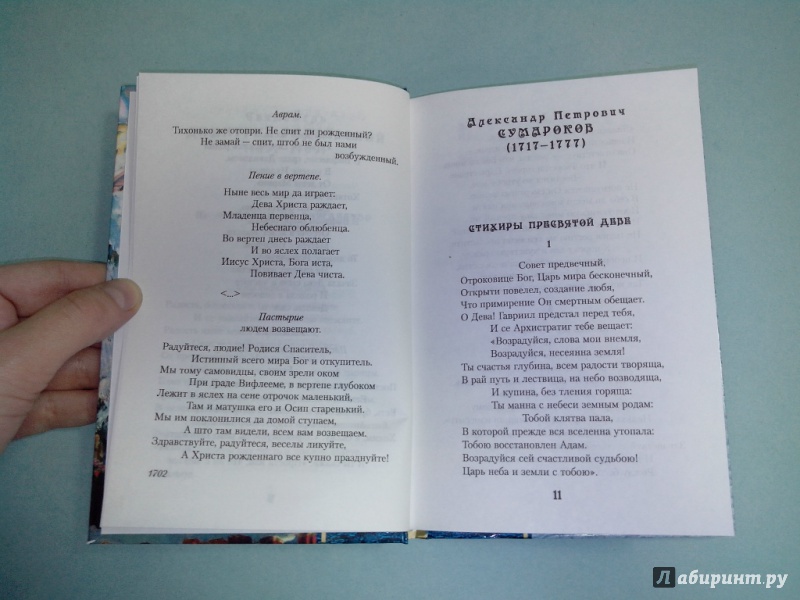 Аврам.
Тихонько же отопри. Не спит ли рожденный?
Не замай — спит, штоб не был нами
возбужденный.
Пение в вертепе.
Ныне весь мир да играет:
Дева Христа раждает,
Младенца первенца,
Небеснаго облюбенца.
Во вертеп днесь раждает
И во яслех полагает
Иисус Христа, Бога иста,
Повивает Дева чиста.
<...>
Пастырие
людем возвещают.
Радуйтеся, людие! Родися Спаситель,
Истинный всего мира Бог и откупитель.
Мы тому самовидцы, своим зрели оком
При граде Вифлееме, в вертепе глубоком
Лежит в яслех на сене отрочок маленький,
Там и матушка его и Осип старенький.
Мы им поклонилися да домой ступаем,
А што там видели, всем вам возвещаем.
Здравствуйте, радуйтеся, веселы ликуйте,
А Христа рожденнаго все купно празднуйте!
1702
Александр Петрович
СУМАРОКОВ
(1717–1777)
СТИХИРЫ ПРЕСВЯТОЙ ДЕВЕ
1
Совет предвечный,
Отроковице Бог, Царь мира бесконечный,
Открыти повелел, создание любя,
Что примирение Он смертным обещает.
О Дева! Гавриил предстал перед тебя,
И се Архистратиг тебе вещает:
«Возрадуйся, слова мои внемля,
Возрадуйся, несеянна земля!
Ты счастья глубина, всем радости творяща,
В рай путь и лествица, на небо возводяща,
И купина, без тления горяща:
Ты манна с небеси земным родам:
Тобой клятва пала,
В которой прежде вся вселенна утопала:
Тобою восстановлен Адам.
Возрадуйся сей счастливой судьбою!
Царь неба и земли с тобою».
11
Лабиринт.ру